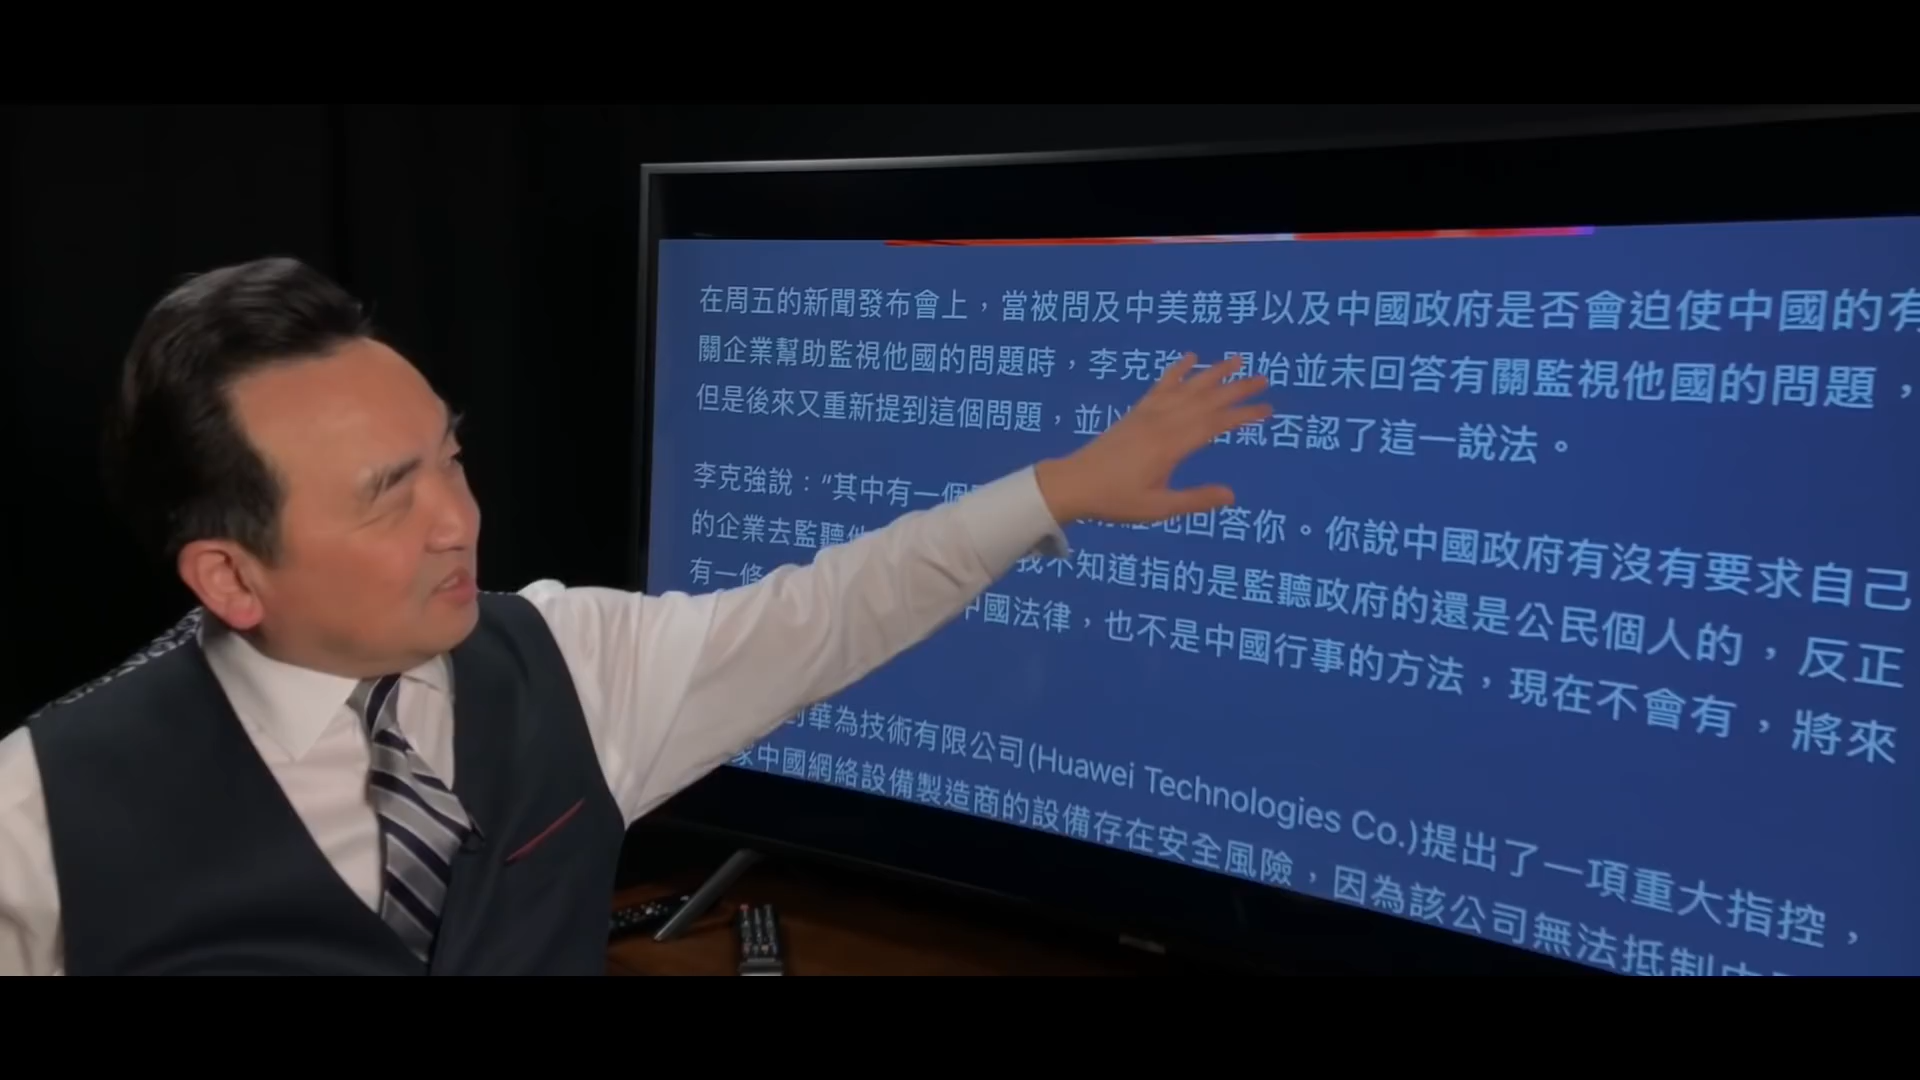 在周五的新聞發布會上，當被問及中美競爭以及中國政府是否會迫使中國的有
關企業幫助監視他國的問題時，李克強一開始並未回答有關監視他國的問題，
但是後來又重新提到這個問題，並以 氣否認了這一說法。
李克強說：“其中有一個 地回答你。你說中國政府有沒有要求自己
的企業去監聽他 我不知道指的是監聽政府的還是公民個人的，反正
有一條 中國法律，也不是中國行事的方法，現在不會有，將來
到華為技術有限公司(Huawei Technologies Co.)提出了一項重大指控，
家中國網絡設備製造商的設備存在安全風險，因為該公司無法抵制